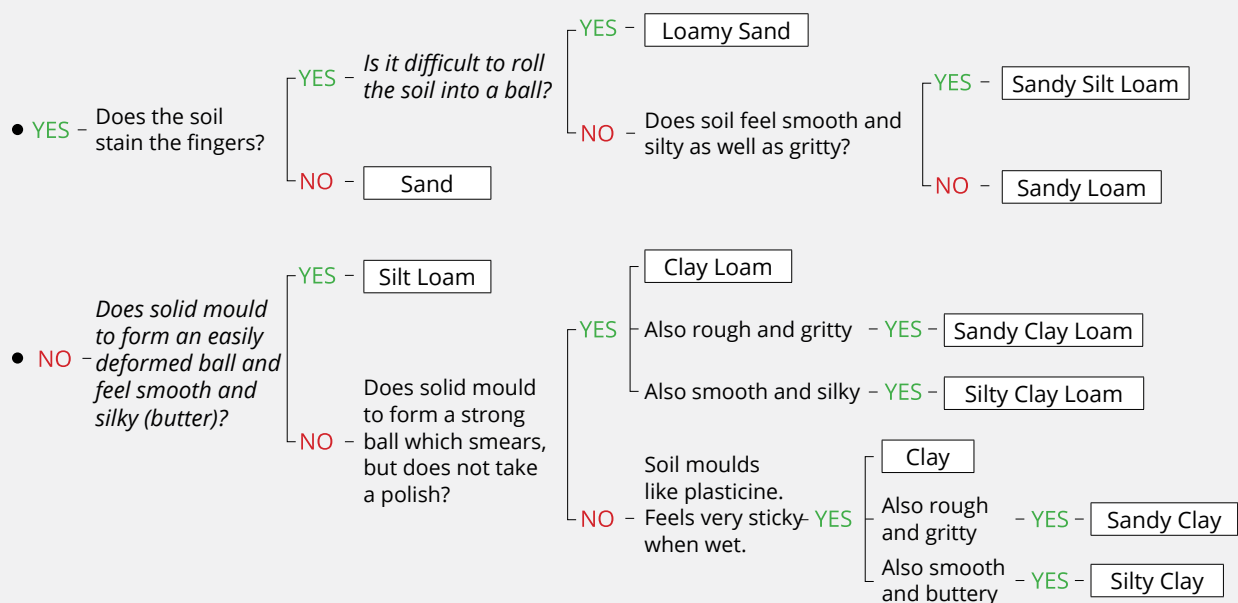 YES
Does the soil
stain the fingers?
YES
Is it difficult to roll
the soil into a ball?
YES
Loamy Sand
NO
Does soil feel smooth and
silty as well as gritty?
YES
Sandy Silt Loam
NO
Sandy Loam
NO
Sand
NO
Does solid mould
to form an easily
deformed ball and
feel smooth and
silky (butter)?
YES
Silt Loam
NO
Does solid mould
to form a strong
ball which smears,
but does not take
a polish?
YES
Clay Loam
Also rough and gritty
YES
Sandy Clay Loam
Also smooth and silky
YES
Silty Clay Loam
NO
Soil moulds
like plasticine.
Feels very sticky
when wet.
YES
Clay
Also rough
and gritty
YES
Sandy Clay
Also smooth
and buttery
YES
Silty Clay